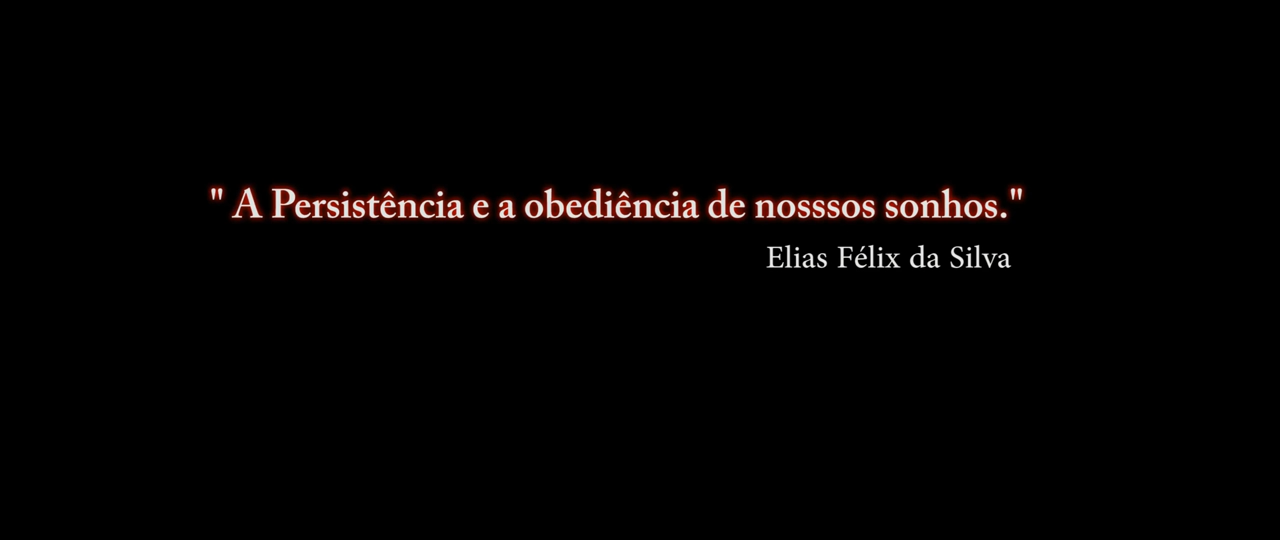 " A Persistência e a obediência de nosssos sonhos."
Elias Félix da Silva